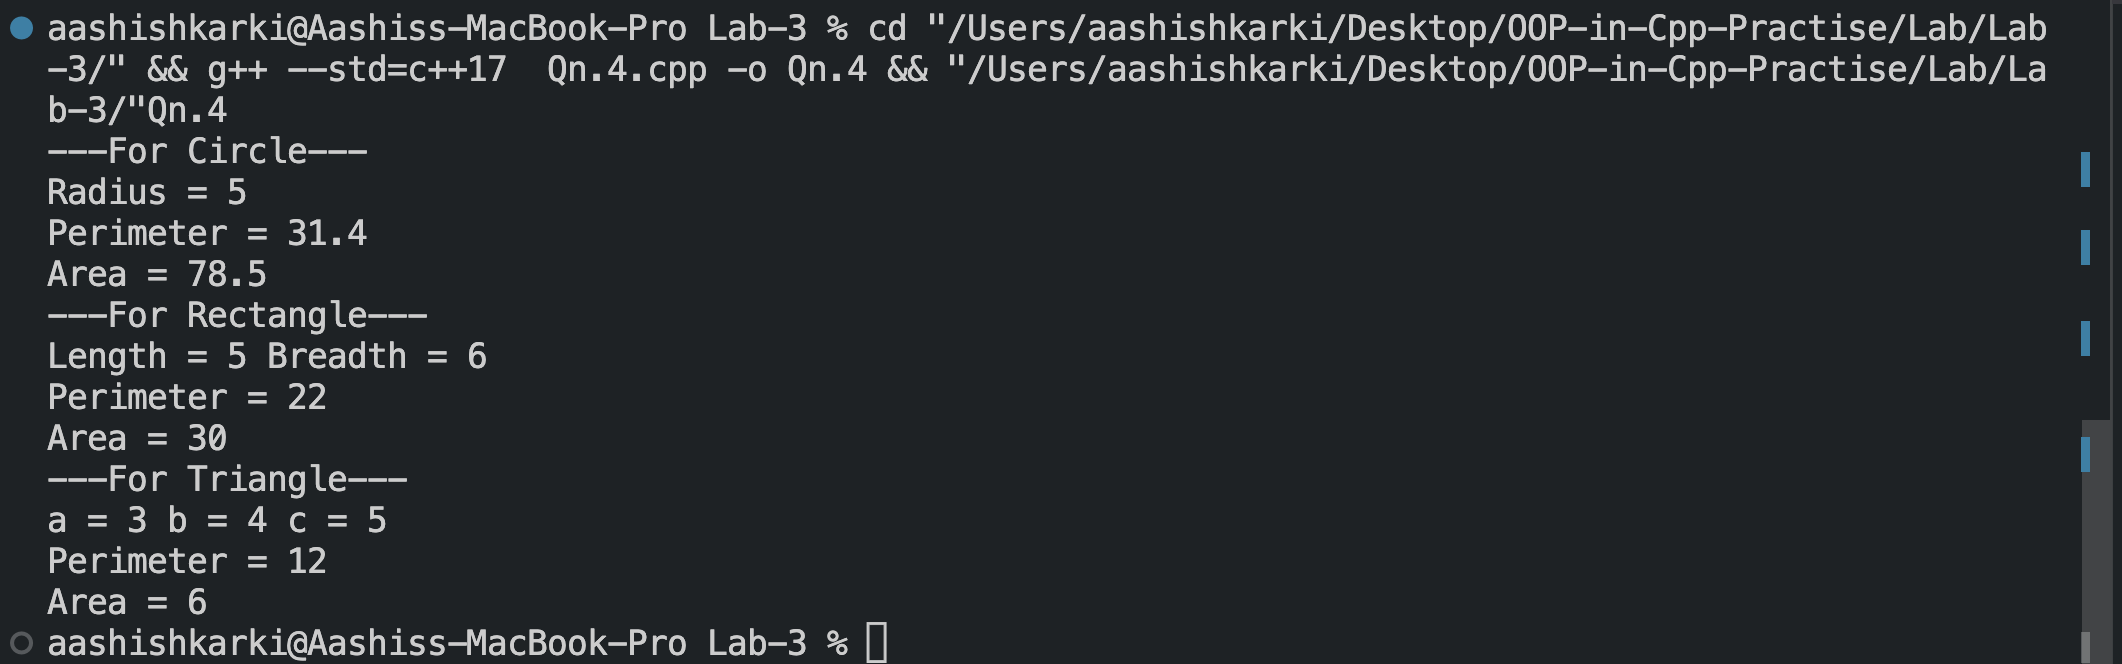 aashishkarki@Aashiss-MacBook-Pro Lab-3 % cd "/Users/aashishkarki/Desktop/OOP-in-Cpp-Practise/Lab/Lab
-3/" && g++ --std=c++17  Qn.4.cpp -o Qn.4 && "/Users/aashishkarki/Desktop/OOP-in-Cpp-Practise/Lab/La
b-3/"Qn.4
---For Circle---
Radius = 5
Perimeter = 31.4
Area = 78.5
---For Rectangle---
Length = 5 Breadth = 6
Perimeter = 22
Area = 30
---For Triangle---
a = 3 b = 4 c = 5
Perimeter = 12
Area = 6
aashishkarki@Aashiss-MacBook-Pro Lab-3 %